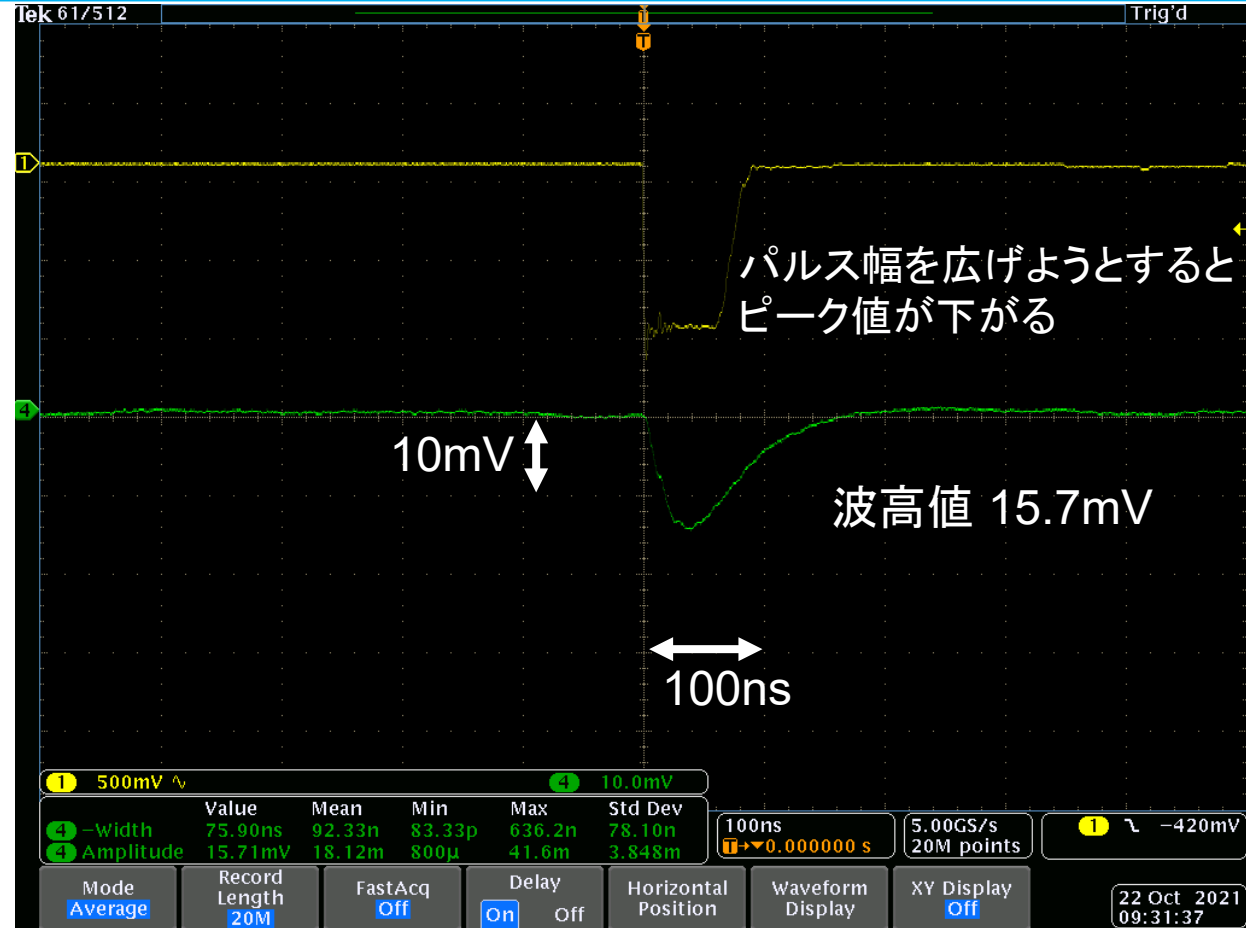 Tek 61/512 Trig'd
T
T
1
パルス幅を広げようとすると
ピーク値が下がる
4
10mV
波高値 15.7mV
100ns
1 500mV ∿ 4 10.0mV
Value Mean Min Max Std Dev
4 −Width 75.90ns 92.33n 83.33p 636.2n 78.10n
4 Amplitude 15.71mV 18.12m 800µ 41.6m 3.848m
100ns
T→▼0.000000 s
5.00GS/s
20M points
1 −420mV
Mode
Average
Record
Length
20M
FastAcq
Off
Delay
On Off
Horizontal
Position
Waveform
Display
XY Display
Off
22 Oct 2021
09:31:37